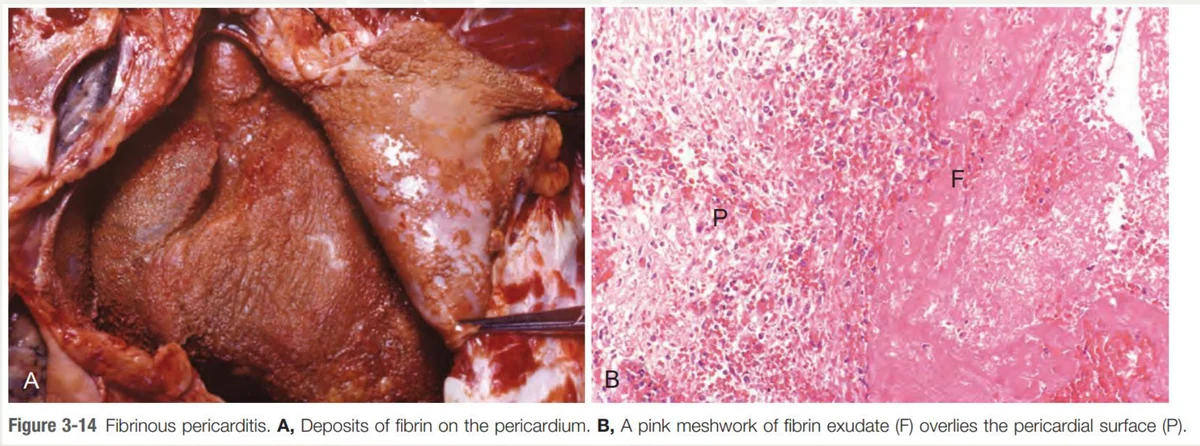 A
B
P
F
Figure 3-14 Fibrinous pericarditis. A, Deposits of fibrin on the pericardium. B, A pink meshwork of fibrin exudate (F) overlies the pericardial surface (P).